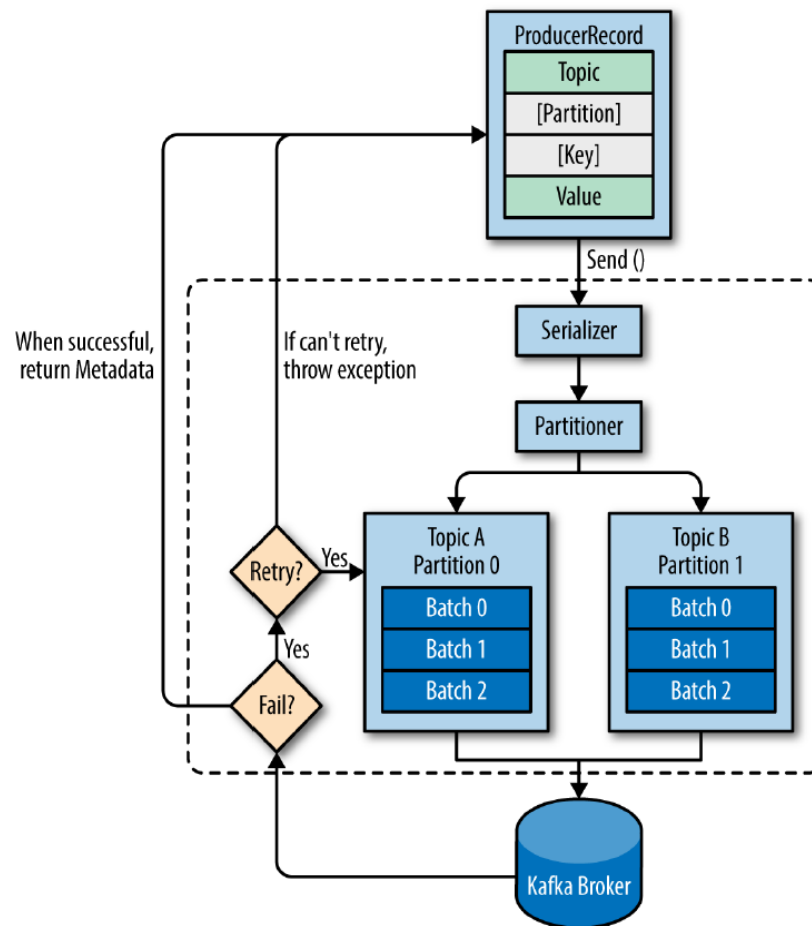 ProducerRecord
Topic
[Partition]
[Key]
Value
Send ()
Serializer
Partitioner
When successful,
return Metadata
If can't retry,
throw exception
Topic A
Partition 0
Batch 0
Batch 1
Batch 2
Topic B
Partition 1
Batch 0
Batch 1
Batch 2
Retry?
Yes
Yes
Fail?
Kafka Broker